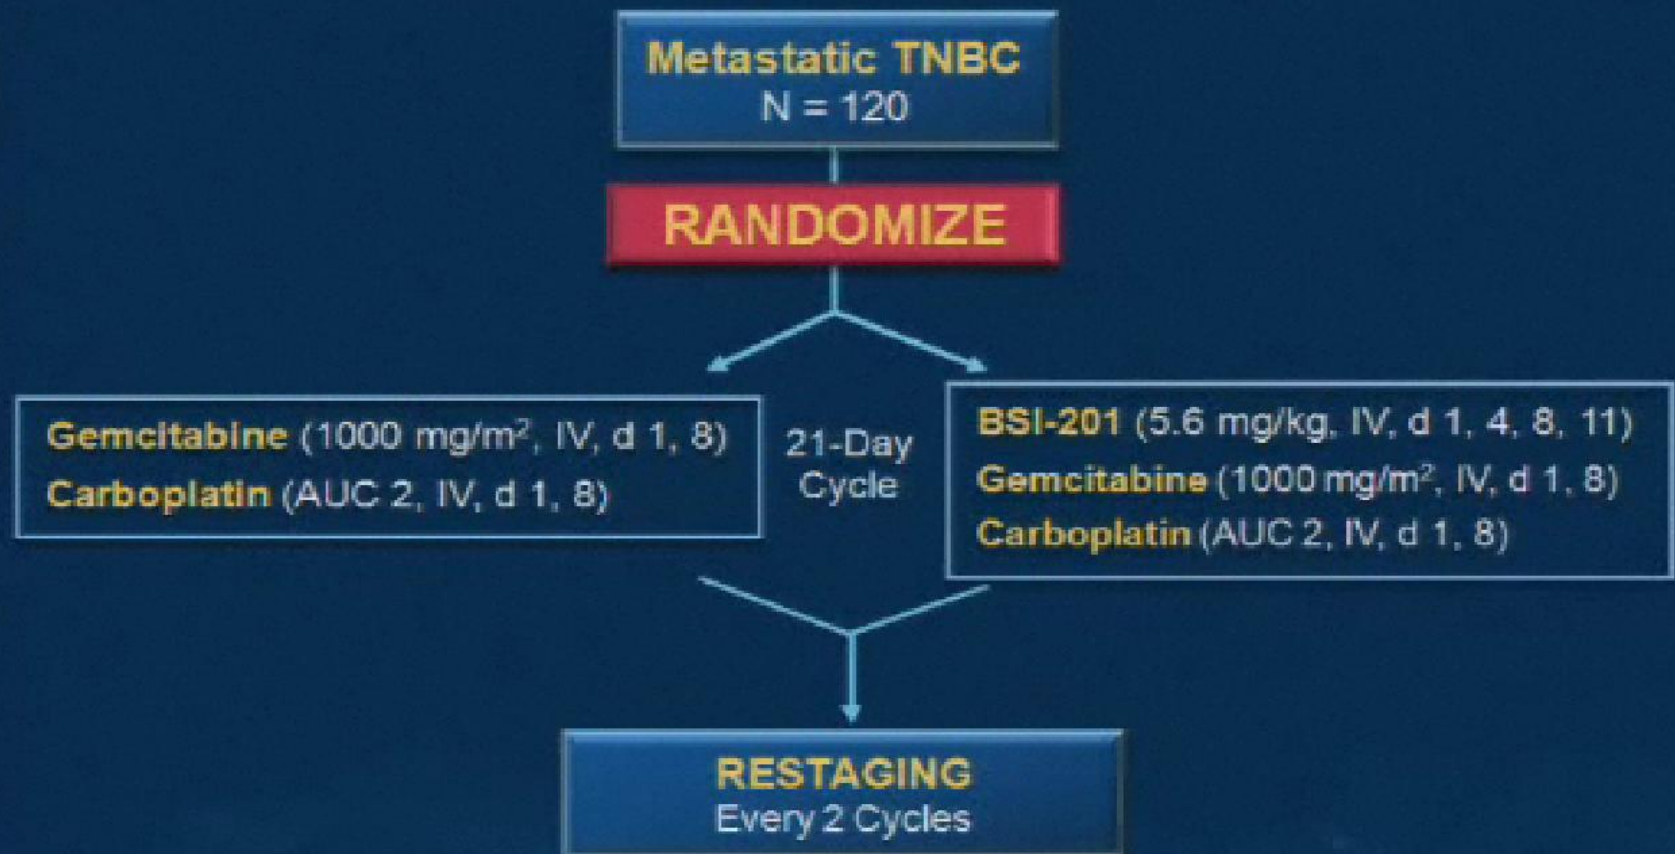 Metastatic TNBC
N = 120
RANDOMIZE
Gemcitabine (1000 mg/m², IV, d 1, 8)
Carboplatin (AUC 2, IV, d 1, 8)
21-Day
Cycle
BSI-201 (5.6 mg/kg, IV, d 1, 4, 8, 11)
Gemcitabine (1000 mg/m², IV, d 1, 8)
Carboplatin (AUC 2, IV, d 1, 8)
RESTAGING
Every 2 Cycles